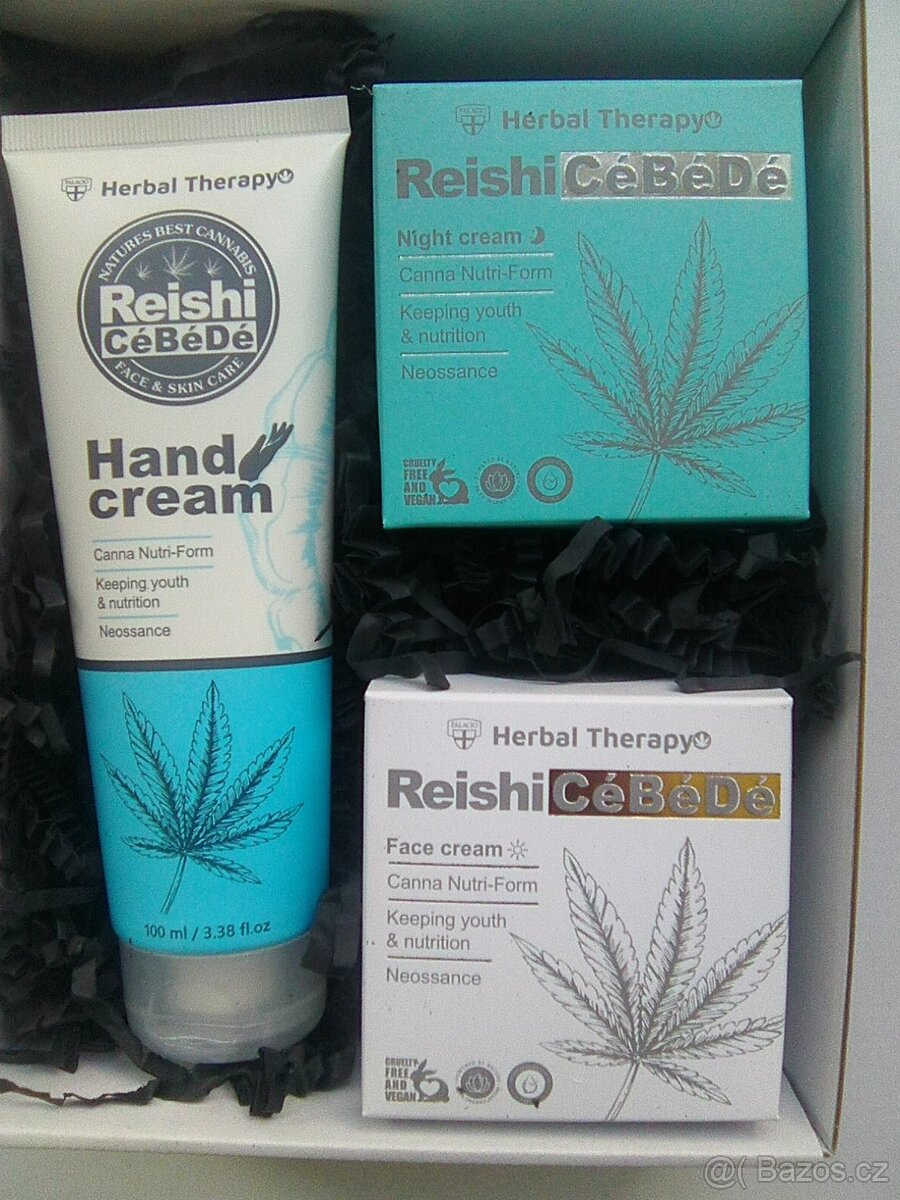 PALACIO
Herbal Therapy
NATURES BEST CANNABIS
Reishi
CéBéDé
FACE & SKIN CARE
Hand
cream
Canna Nutri-Form
Keeping youth
& nutrition
Neossance
100 ml / 3.38 fl.oz
PALACIO
Herbal Therapy
Reishi CéBéDé
Night cream
Canna Nutri-Form
Keeping youth
& nutrition
Neossance
CRUELTY
FREE
AND
VEGAN
PALACIO
Herbal Therapy
Reishi CéBéDé
Face cream
Canna Nutri-Form
Keeping youth
& nutrition
Neossance
CRUELTY
FREE
AND
VEGAN
@( Bazos.cz